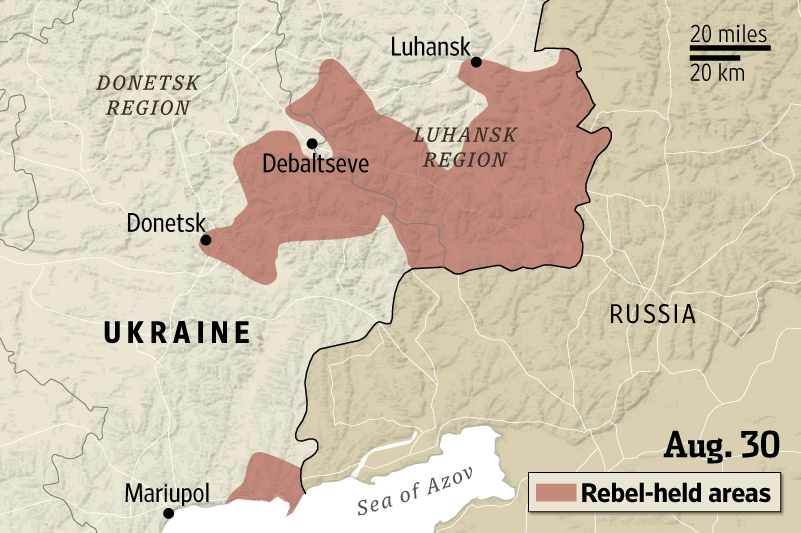 20 miles
20 km
Luhansk
DONETSK
REGION
LUHANSK
REGION
Debaltseve
Donetsk
UKRAINE
RUSSIA
Aug. 30
Mariupol
Sea of Azov
Rebel-held areas